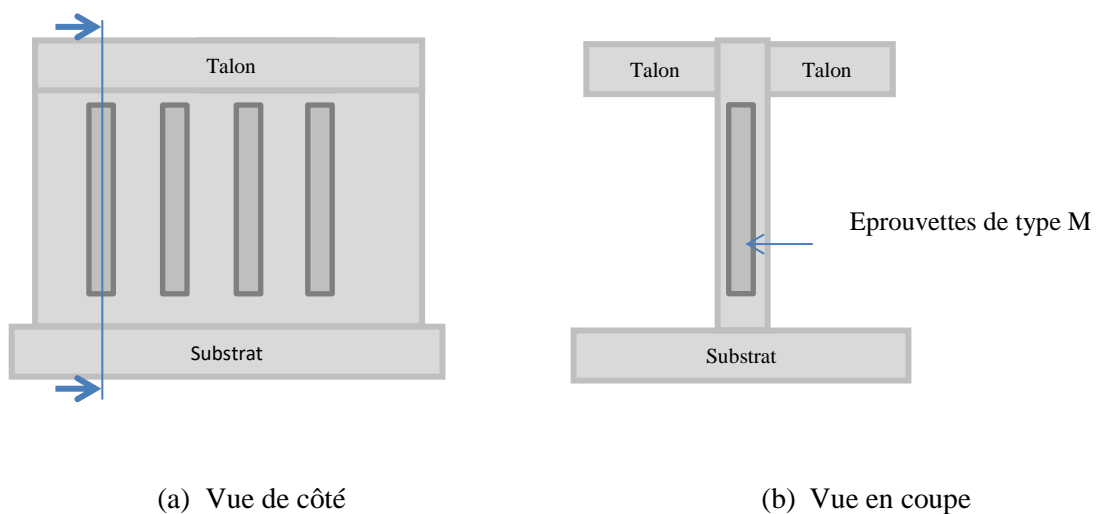 Talon
Talon Talon
Eprouvettes de type M
Substrat
Substrat
(a) Vue de côté
(b) Vue en coupe